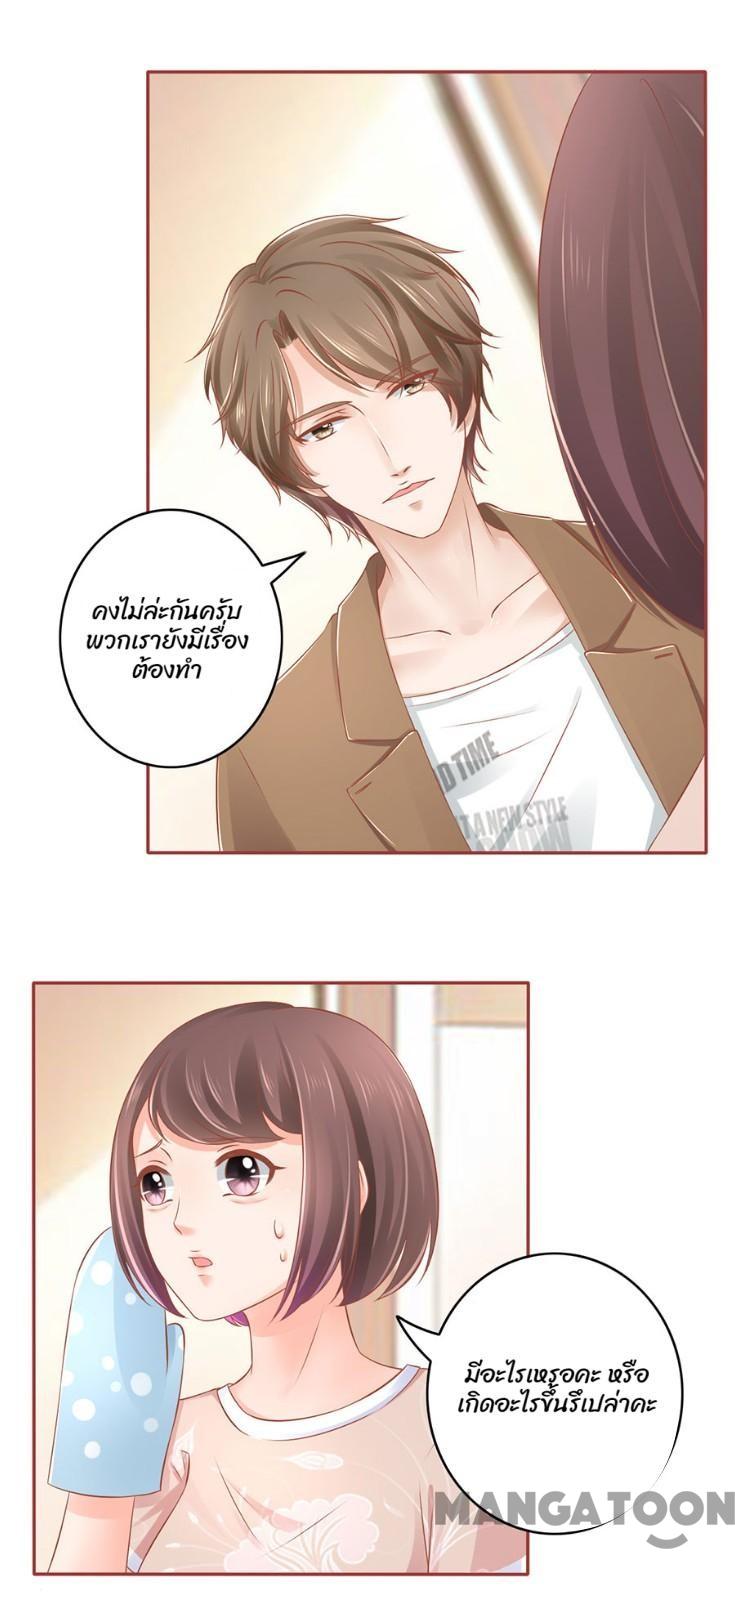 คงไม่ล่ะกันครับ
พวกเรายังมีเรื่อง
ต้องทำ
D TIME
T A NEW STYLE
มีอะไรเหรอคะ หรือ
เกิดอะไรขึ้นรึเปล่าคะ
MANGATOON